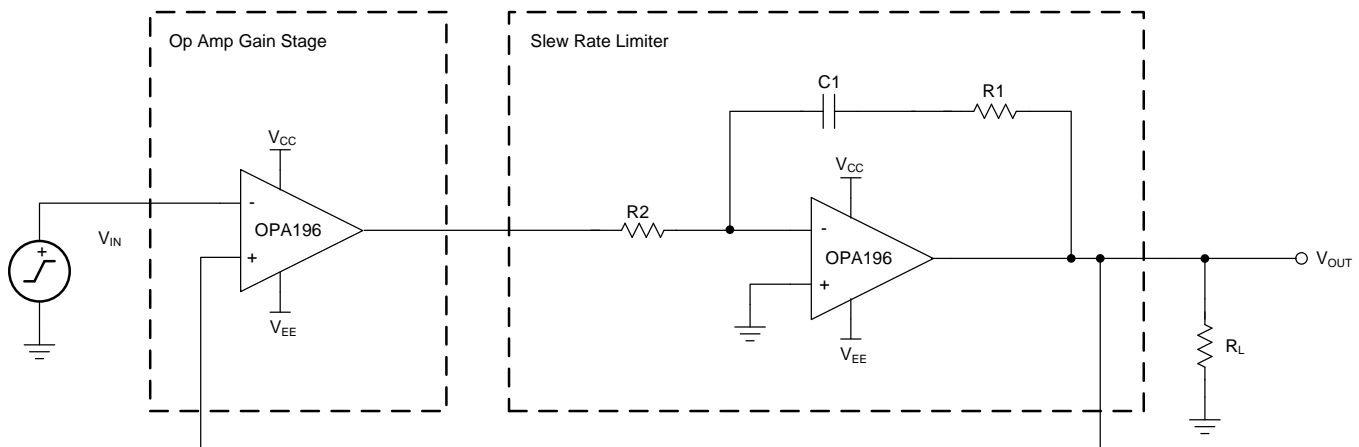 Op Amp Gain Stage
Slew Rate Limiter
C1
R1
VCC
VCC
R2
-
OPA196
+
VIN
+
VEE
-
OPA196
+
VEE
VOUT
RL